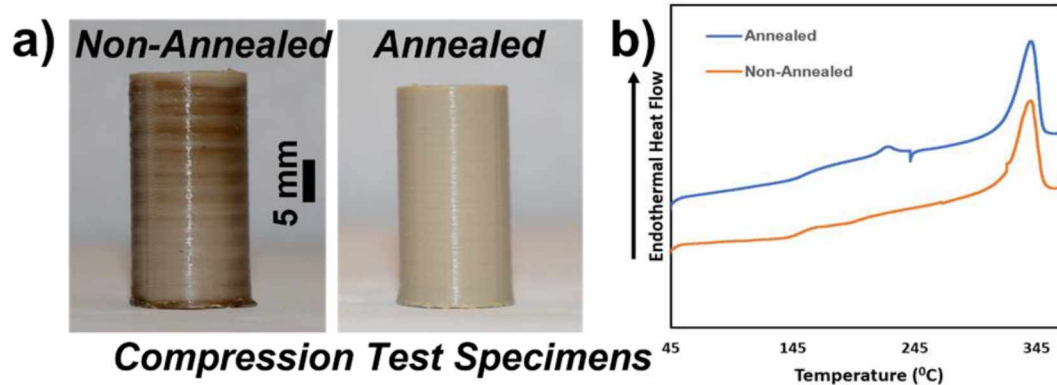 a)
Non-Annealed
Annealed
5 mm
Compression Test Specimens
b)
Annealed
Non-Annealed
Endothermal Heat Flow
45
145
245
345
Temperature (⁰C)